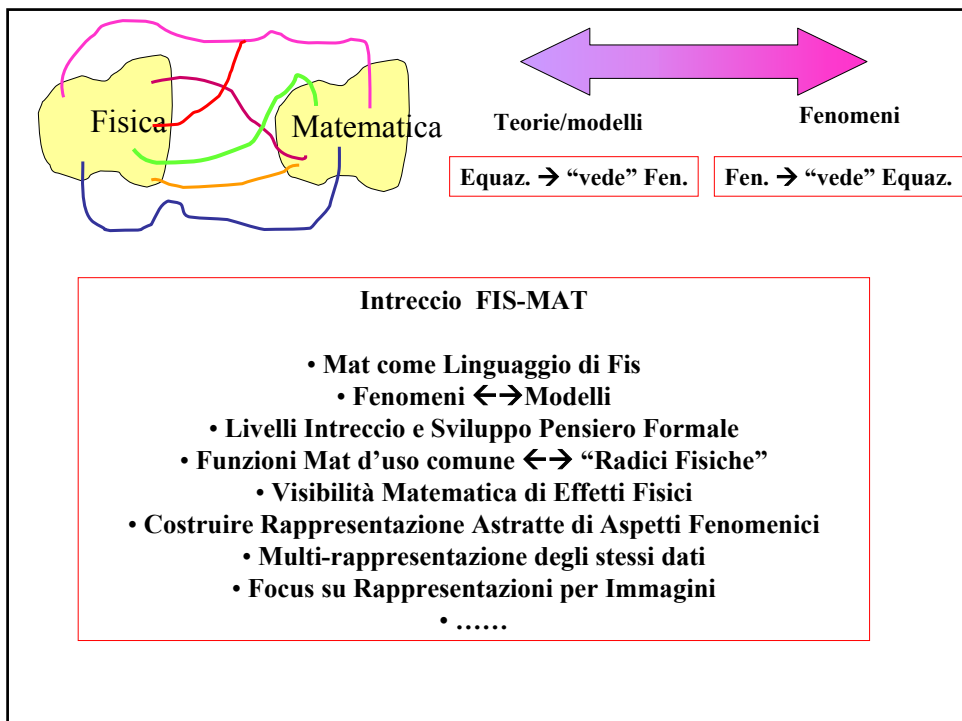 Fisica
Matematica
Teorie/modelli
Fenomeni
Equaz. → “vede” Fen.
Fen. → “vede” Equaz.
Intreccio FIS-MAT
• Mat come Linguaggio di Fis
• Fenomeni ←→Modelli
• Livelli Intreccio e Sviluppo Pensiero Formale
• Funzioni Mat d’uso comune ←→ “Radici Fisiche”
• Visibilità Matematica di Effetti Fisici
• Costruire Rappresentazione Astratte di Aspetti Fenomenici
• Multi-rappresentazione degli stessi dati
• Focus su Rappresentazioni per Immagini
• ……